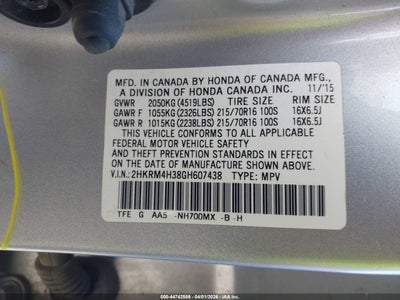 MFD. IN CANADA BY HONDA OF CANADA MFG.,
A DIVISION OF HONDA CANADA INC. 11/'15
GVWR 2050KG(4519LBS) TIRE SIZE RIM SIZE
GAWR F 1055KG(2326LBS) 215/70R16 100S 16X6.5J
GAWR R 1015KG(2238LBS) 215/70R16 100S 16X6.5J
THIS VEHICLE CONFORMS TO ALL APPLICABLE
FEDERAL MOTOR VEHICLE SAFETY
AND THEFT PREVENTION STANDARDS IN EFFECT
ON THE DATE OF MANUFACTURE
SHOWN ABOVE.
V.I.N.: 2HKRM4H38GH607438 TYPE: MPV
TFE G AA5 -NH700MX -B -H
IAA 44742598 | 04/01/2026 | IAAI.COM